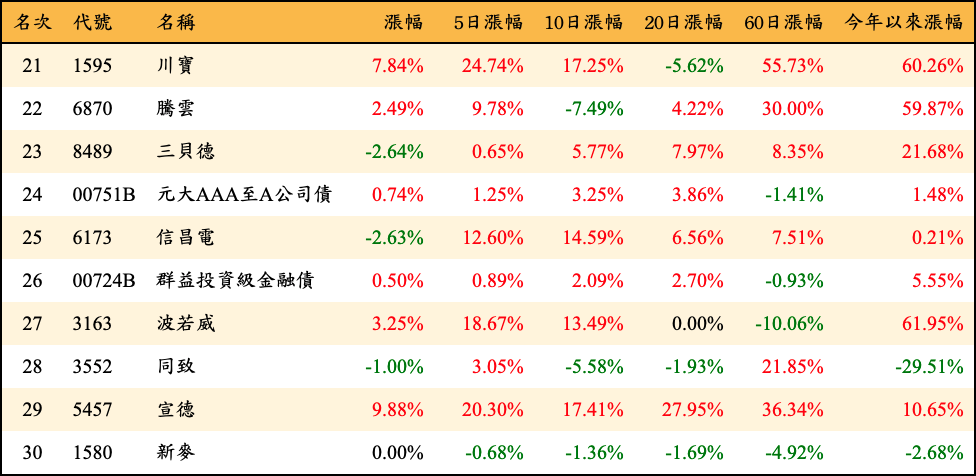 名次 代號 名稱 漲幅 5日漲幅 10日漲幅 20日漲幅 60日漲幅 今年以來漲幅
21 1595 川寶 7.84% 24.74% 17.25% -5.62% 55.73% 60.26%
22 6870 騰雲 2.49% 9.78% -7.49% 4.22% 30.00% 59.87%
23 8489 三貝德 -2.64% 0.65% 5.77% 7.97% 8.35% 21.68%
24 00751B 元大AAA至A公司債 0.74% 1.25% 3.25% 3.86% -1.41% 1.48%
25 6173 信昌電 -2.63% 12.60% 14.59% 6.56% 7.51% 0.21%
26 00724B 群益投資級金融債 0.50% 0.89% 2.09% 2.70% -0.93% 5.55%
27 3163 波若威 3.25% 18.67% 13.49% 0.00% -10.06% 61.95%
28 3552 同致 -1.00% 3.05% -5.58% -1.93% 21.85% -29.51%
29 5457 宣德 9.88% 20.30% 17.41% 27.95% 36.34% 10.65%
30 1580 新麥 0.00% -0.68% -1.36% -1.69% -4.92% -2.68%